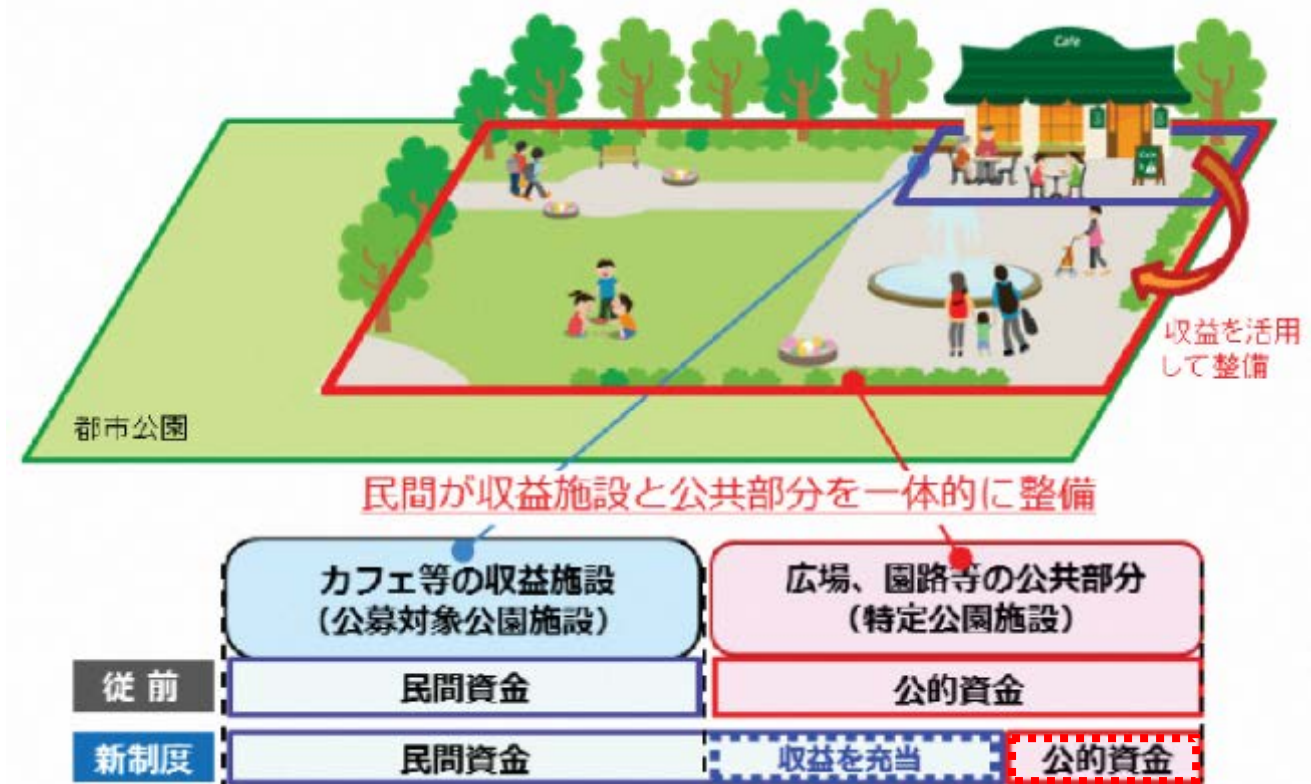 Cafe
Cafe
収益を活用
して整備
都市公園
民間が収益施設と公共部分を一体的に整備
カフェ等の収益施設
（公募対象公園施設）
広場、園路等の公共部分
（特定公園施設）
従前
民間資金
公的資金
新制度
民間資金
収益を充当
公的資金